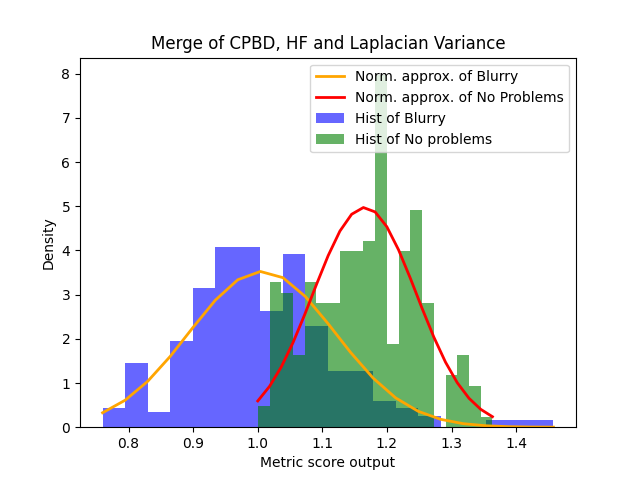 Merge of CPBD, HF and Laplacian Variance
Norm. approx. of Blurry
Norm. approx. of No Problems
Hist of Blurry
Hist of No problems
Density
8
7
6
5
4
3
2
1
0
0.8 0.9 1.0 1.1 1.2 1.3 1.4
Metric score output